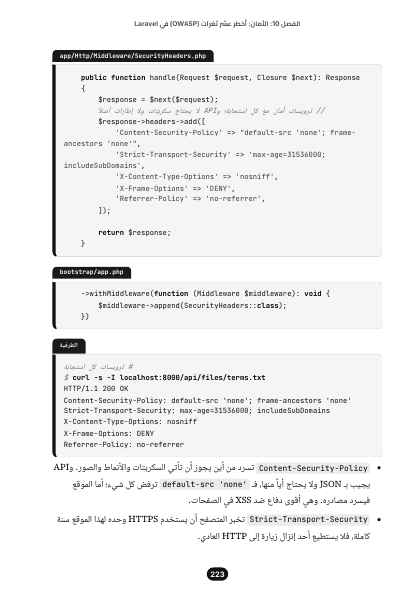 الفصل 10: الأمان: أخطر عشر ثغرات (OWASP) في Laravel
app/Http/Middleware/SecurityHeaders.php
public function handle(Request $request, Closure $next): Response
{
$response = $next($request);
// ترويسات أمان مع كل استجابة؛ وAPI لا يحتاج سكربتات ولا إطارات أصلاً
$response->headers->add([
'Content-Security-Policy' => "default-src 'none'; frame-
ancestors 'none'",
'Strict-Transport-Security' => 'max-age=31536000;
includeSubDomains',
'X-Content-Type-Options' => 'nosniff',
'X-Frame-Options' => 'DENY',
'Referrer-Policy' => 'no-referrer',
]);
return $response;
}
bootstrap/app.php
->withMiddleware(function (Middleware $middleware): void {
$middleware->append(SecurityHeaders::class);
})
الطرفية
# ترويسات كل استجابة
$ curl -s -I localhost:8000/api/files/terms.txt
HTTP/1.1 200 OK
Content-Security-Policy: default-src 'none'; frame-ancestors 'none'
Strict-Transport-Security: max-age=31536000; includeSubDomains
X-Content-Type-Options: nosniff
X-Frame-Options: DENY
Referrer-Policy: no-referrer
• Content-Security-Policy تسرد من أين يجوز أن تأتي السكربتات والأنماط والصور. وAPI
يجيب بـ JSON ولا يحتاج أياً منها، فـ default-src 'none' ترفض كل شيء؛ أما الموقع
فيسرد مصادره. وهي أقوى دفاع ضد XSS في الصفحات.
• Strict-Transport-Security تخبر المتصفح أن يستخدم HTTPS وحده لهذا الموقع سنة
كاملة، فلا يستطيع أحد إنزال زيارة إلى HTTP العادي.
223